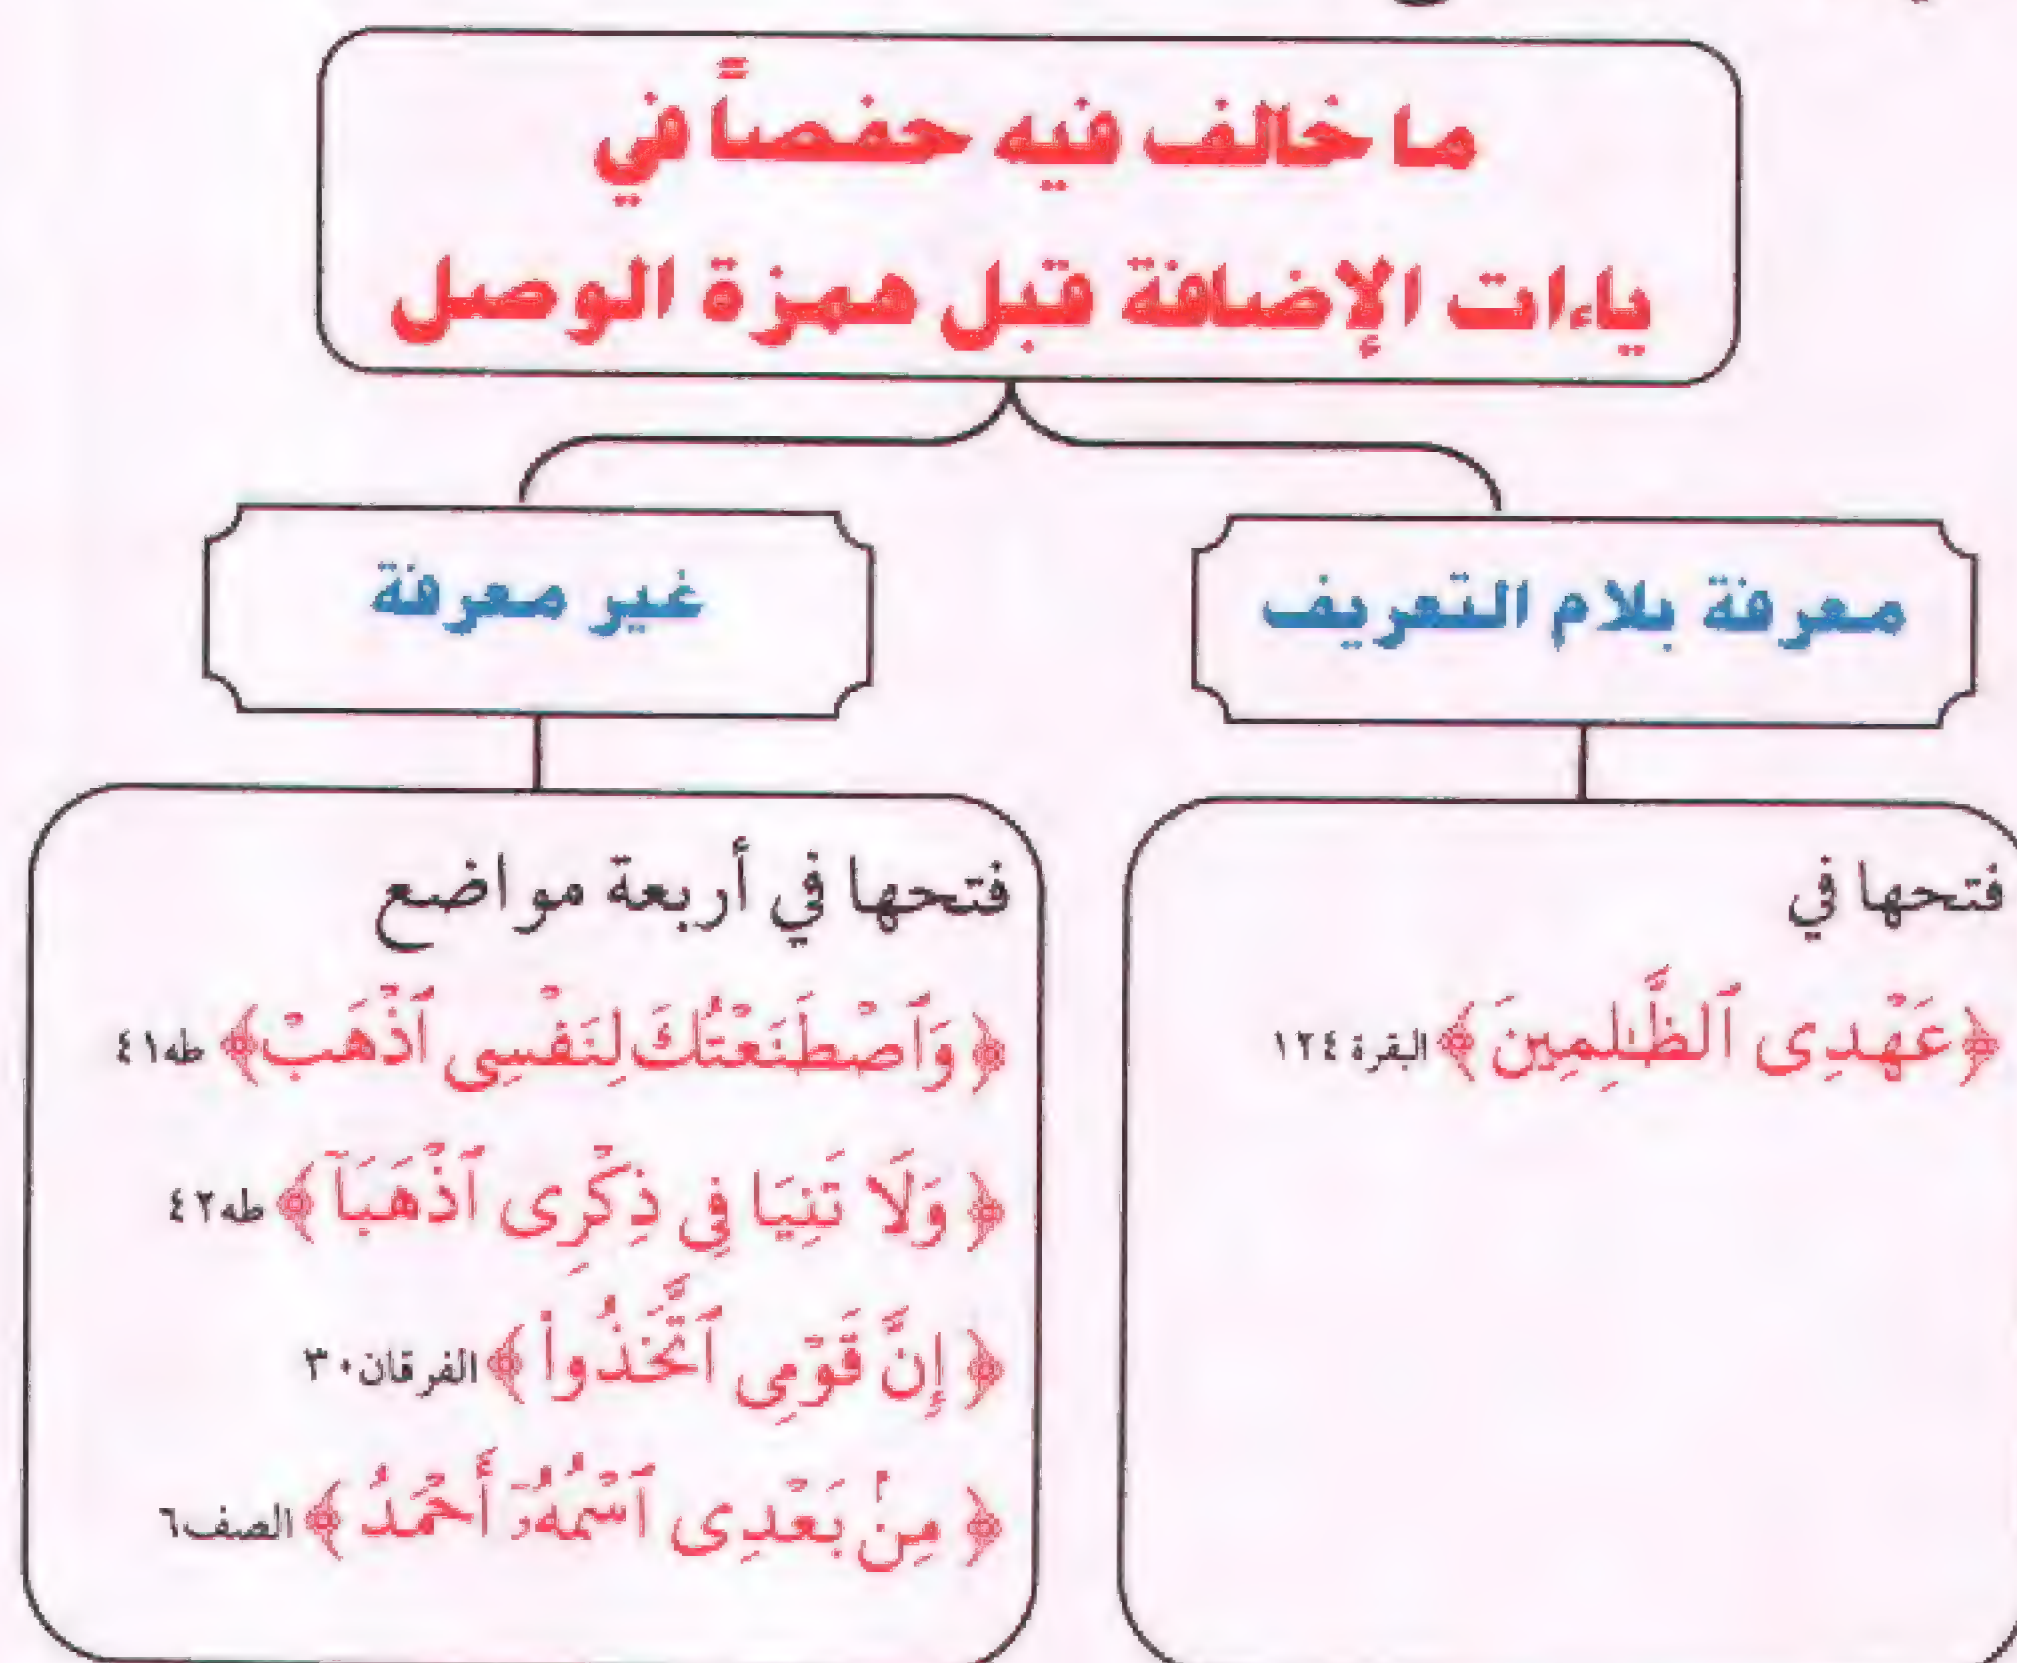 ما خالف فيه حفصاً في
ياءات الإضافة قبل همزة الوصل
معرفة بلام التعريف
غير معرفة
فتحها في
﴿عَهْدِى ٱلظَّٰلِمِينَ﴾ البقرة ١٢٤
فتحها في أربعة مواضع
﴿وَٱصْطَنَعْتُكَ لِنَفْسِى ٱذْهَبْ﴾ طه ٤١
﴿وَلَا تَنِيَا فِى ذِكْرِى ٱذْهَبَآ﴾ طه ٤٢
﴿إِنَّ قَوْمِى ٱتَّخَذُوا۟﴾ الفرقان ٣٠
﴿مِنۢ بَعْدِى ٱسْمُهُۥٓ أَحْمَدُ﴾ الصف ٦